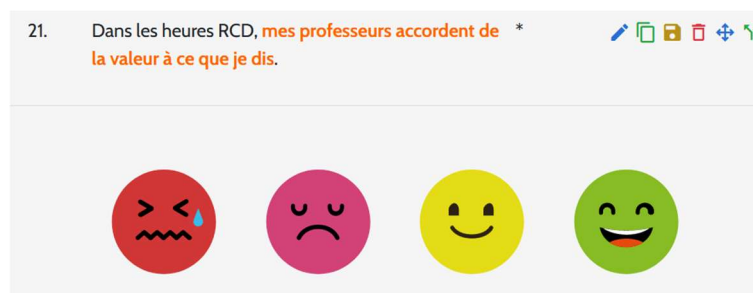 21. Dans les heures RCD, mes professeurs accordent de *
la valeur à ce que je dis.